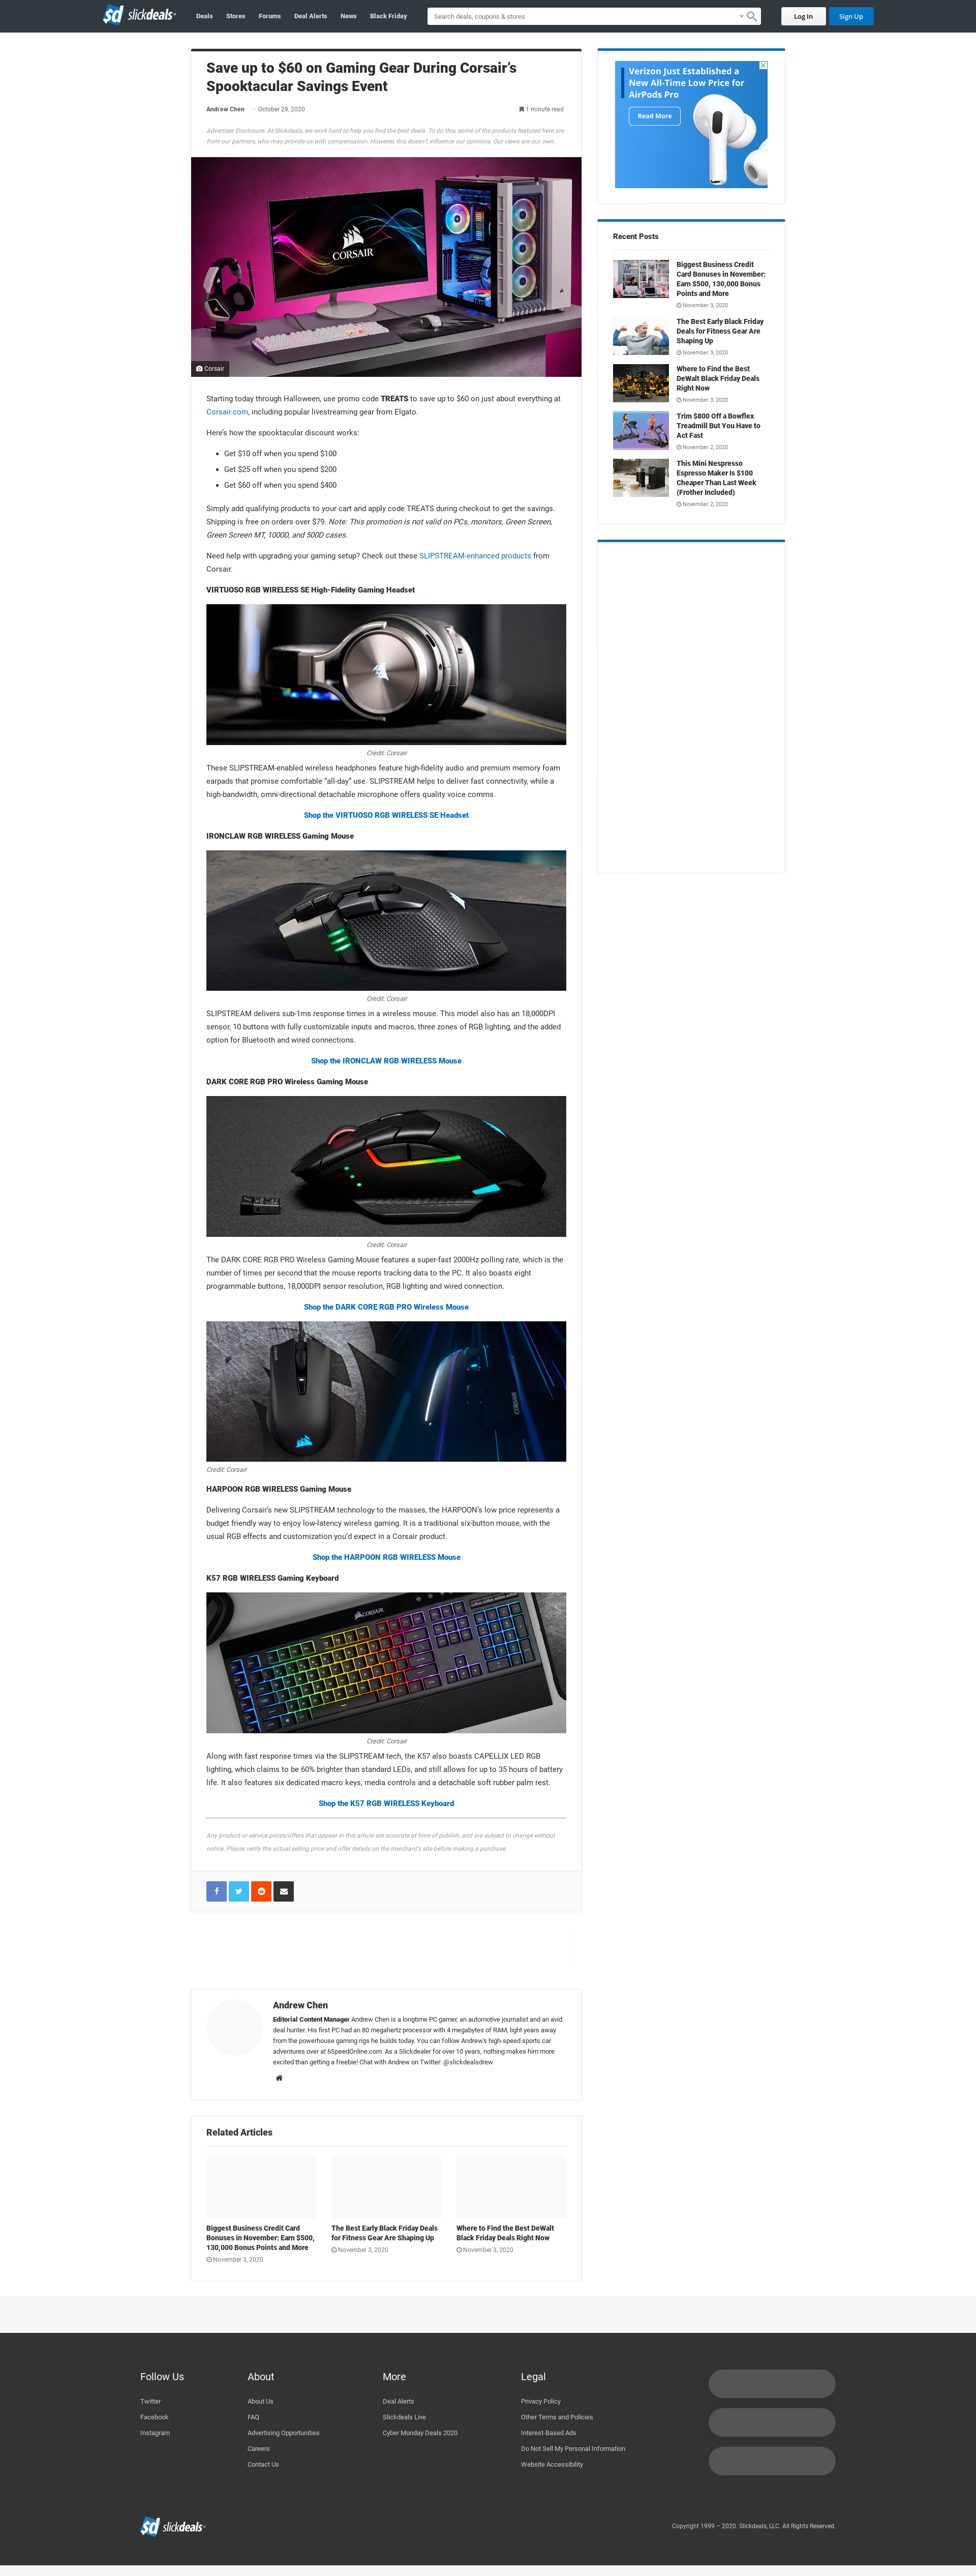 sd slickdeals
Deals
Stores
Forums
Deal Alerts
News
Black Friday
Search deals, coupons & stores
Log In
Sign Up
Save up to $60 on Gaming Gear During Corsair’s
Spooktacular Savings Event
Andrew Chen
October 29, 2020
1 minute read
Advertiser Disclosure: At Slickdeals, we work hard to help you find the best deals. To do this, some of the products featured here are
from our partners, who may provide us with compensation. However, this doesn't influence our opinions. Our views are our own.
CORSAIR
Corsair
Starting today through Halloween, use promo code TREATS to save up to $60 on just about everything at
Corsair.com, including popular livestreaming gear from Elgato.
Here’s how the spooktacular discount works:
• Get $10 off when you spend $100
• Get $25 off when you spend $200
• Get $60 off when you spend $400
Simply add qualifying products to your cart and apply code TREATS during checkout to get the savings.
Shipping is free on orders over $79. Note: This promotion is not valid on PCs, monitors, Green Screen,
Green Screen MT, 1000D, and 500D cases.
Need help with upgrading your gaming setup? Check out these SLIPSTREAM-enhanced products from
Corsair.
VIRTUOSO RGB WIRELESS SE High-Fidelity Gaming Headset
Credit: Corsair
These SLIPSTREAM-enabled wireless headphones feature high-fidelity audio and premium memory foam
earpads that promise comfortable “all-day” use. SLIPSTREAM helps to deliver fast connectivity, while a
high-bandwidth, omni-directional detachable microphone offers quality voice comms.
Shop the VIRTUOSO RGB WIRELESS SE Headset
IRONCLAW RGB WIRELESS Gaming Mouse
Credit: Corsair
SLIPSTREAM delivers sub-1ms response times in a wireless mouse. This model also has an 18,000DPI
sensor, 10 buttons with fully customizable inputs and macros, three zones of RGB lighting, and the added
option for Bluetooth and wired connections.
Shop the IRONCLAW RGB WIRELESS Mouse
DARK CORE RGB PRO Wireless Gaming Mouse
Credit: Corsair
The DARK CORE RGB PRO Wireless Gaming Mouse features a super-fast 2000Hz polling rate, which is the
number of times per second that the mouse reports tracking data to the PC. It also boasts eight
programmable buttons, 18,000DPI sensor resolution, RGB lighting and wired connection.
Shop the DARK CORE RGB PRO Wireless Mouse
CORSAIR
Credit: Corsair
HARPOON RGB WIRELESS Gaming Mouse
Delivering Corsair’s new SLIPSTREAM technology to the masses, the HARPOON’s low price represents a
budget friendly way to enjoy low-latency wireless gaming. It is a traditional six-button mouse, with the
usual RGB effects and customization you’d expect in a Corsair product.
Shop the HARPOON RGB WIRELESS Mouse
K57 RGB WIRELESS Gaming Keyboard
CORSAIR
Credit: Corsair
Along with fast response times via the SLIPSTREAM tech, the K57 also boasts CAPELLIX LED RGB
lighting, which claims to be 60% brighter than standard LEDs, and still allows for up to 35 hours of battery
life. It also features six dedicated macro keys, media controls and a detachable soft rubber palm rest.
Shop the K57 RGB WIRELESS Keyboard
Any product or service prices/offers that appear in this article are accurate at time of publish, and are subject to change without
notice. Please verify the actual selling price and offer details on the merchant's site before making a purchase.
Andrew Chen
Editorial Content Manager Andrew Chen is a longtime PC gamer, an automotive journalist and an avid
deal hunter. His first PC had an 80 megahertz processor with 4 megabytes of RAM, light years away
from the powerhouse gaming rigs he builds today. You can follow Andrew's high-speed sports car
adventures over at 6SpeedOnline.com. As a Slickdealer for over 10 years, nothing makes him more
excited than getting a freebie! Chat with Andrew on Twitter: @slickdealsdrew
Related Articles
Biggest Business Credit Card
Bonuses in November: Earn $500,
130,000 Bonus Points and More
November 3, 2020
The Best Early Black Friday Deals
for Fitness Gear Are Shaping Up
November 3, 2020
Where to Find the Best DeWalt
Black Friday Deals Right Now
November 3, 2020
Verizon Just Established a
New All-Time Low Price for
AirPods Pro
Read More
Recent Posts
Biggest Business Credit
Card Bonuses in November:
Earn $500, 130,000 Bonus
Points and More
November 3, 2020
The Best Early Black Friday
Deals for Fitness Gear Are
Shaping Up
November 3, 2020
Where to Find the Best
DeWalt Black Friday Deals
Right Now
November 3, 2020
Trim $800 Off a Bowflex
Treadmill But You Have to
Act Fast
November 2, 2020
This Mini Nespresso
Espresso Maker Is $100
Cheaper Than Last Week
(Frother Included)
November 2, 2020
Follow Us
Twitter
Facebook
Instagram
About
About Us
FAQ
Advertising Opportunities
Careers
Contact Us
More
Deal Alerts
Slickdeals Live
Cyber Monday Deals 2020
Legal
Privacy Policy
Other Terms and Policies
Interest-Based Ads
Do Not Sell My Personal Information
Website Accessibility
sd slickdeals
Copyright 1999 – 2020. Slickdeals, LLC. All Rights Reserved.